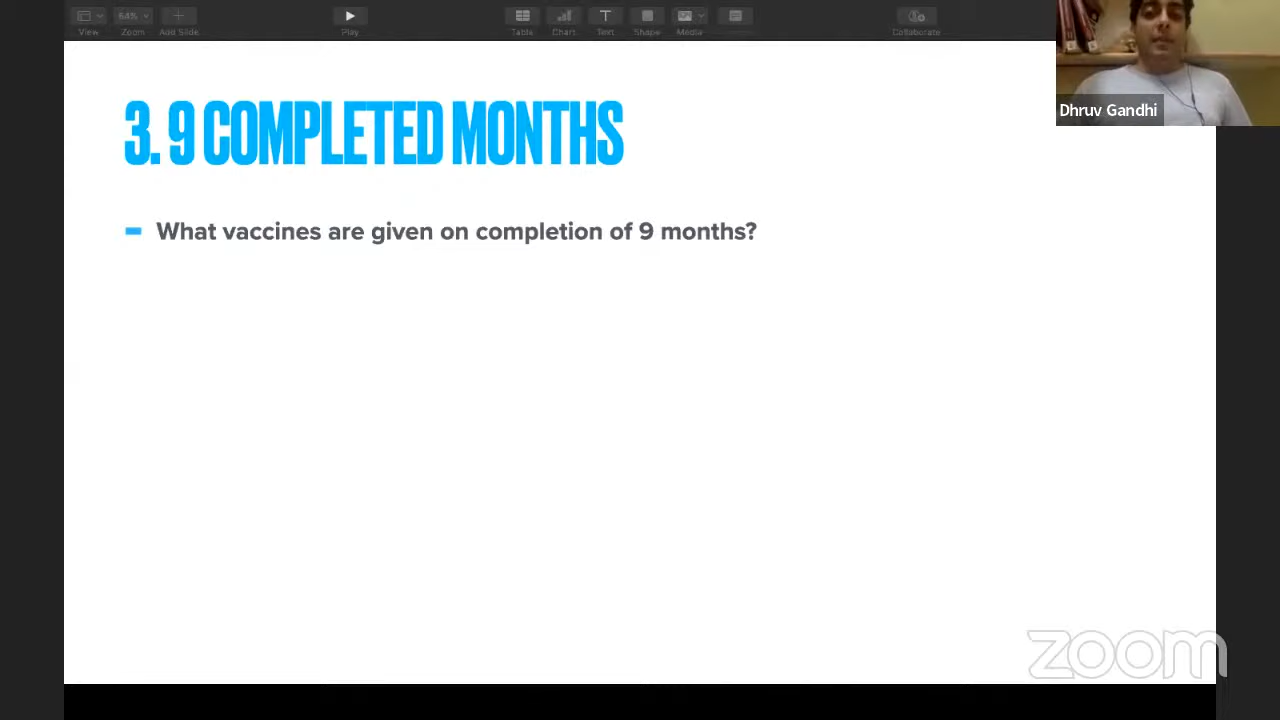 54%
View
Zoom
Add Slide
Play
Table
Chart
Text
Shape
Media
Collaborate
Dhruv Gandhi
3. 9 COMPLETED MONTHS
What vaccines are given on completion of 9 months?
zoom